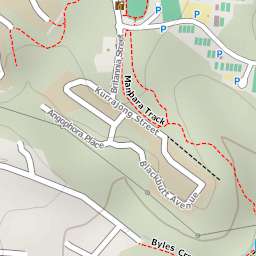 Britannia Street
Manbara Track
Kurrajong Street
Angophora Place
Blackbutt Avenue
Byles Cr
P
P
P
P
P
P